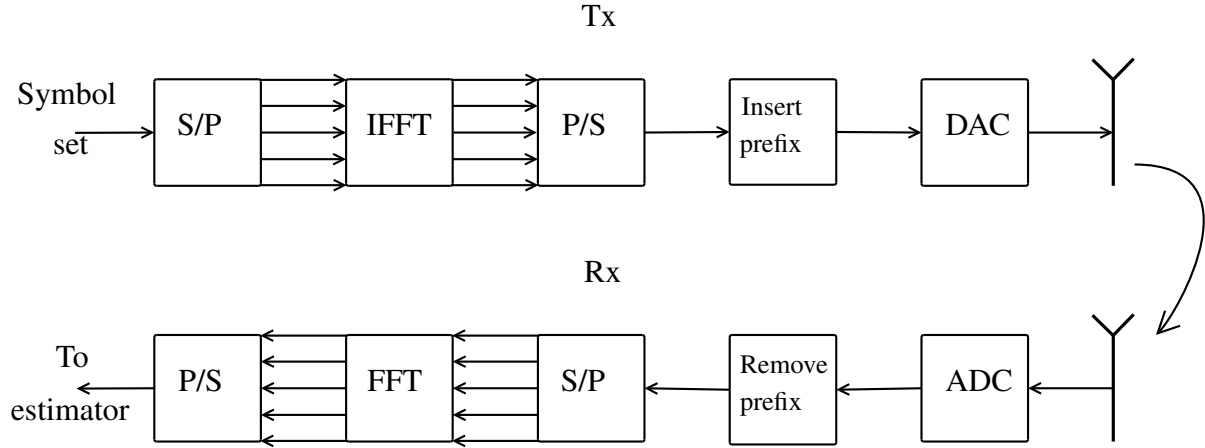 Tx
Symbol
set
S/P
IFFT
P/S
Insert
prefix
DAC
Rx
To
estimator
P/S
FFT
S/P
Remove
prefix
ADC